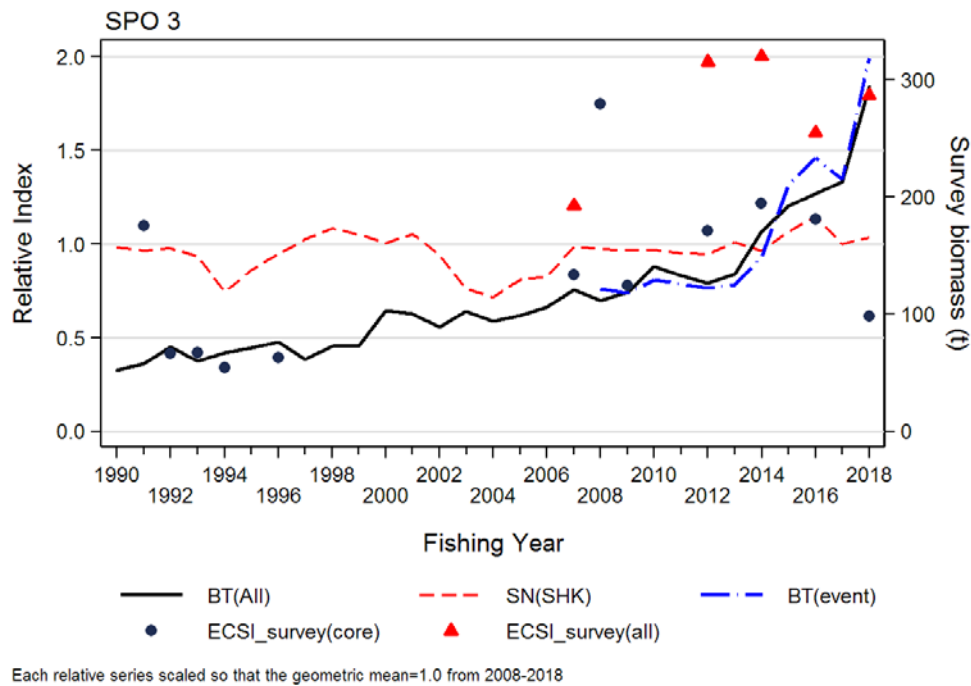 SPO 3
Relative Index
2.0
1.5
1.0
0.5
0.0
Survey biomass (t)
300
200
100
0
1990 1994 1998 2002 2006 2010 2014 2018
1992 1996 2000 2004 2008 2012 2016
Fishing Year
BT(All) SN(SHK) BT(event)
ECSI_survey(core) ECSI_survey(all)
Each relative series scaled so that the geometric mean=1.0 from 2008-2018